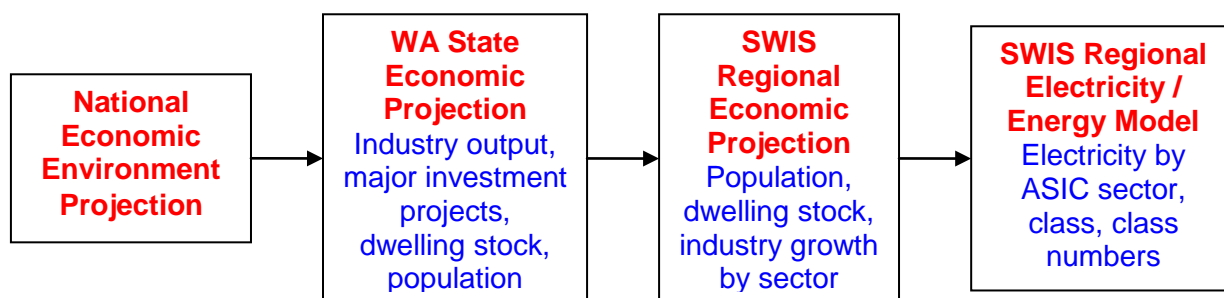 National
Economic
Environment
Projection
WA State
Economic
Projection
Industry output,
major investment
projects,
dwelling stock,
population
SWIS
Regional
Economic
Projection
Population,
dwelling stock,
industry growth
by sector
SWIS Regional
Electricity /
Energy Model
Electricity by
ASIC sector,
class, class
numbers